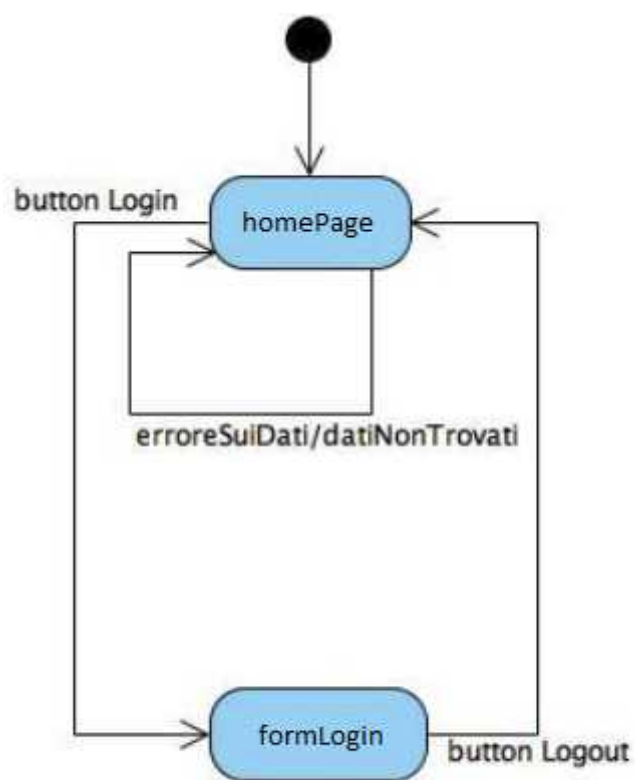 button Login
homePage
erroreSuiDati/datiNonTrovati
formLogin
button Logout